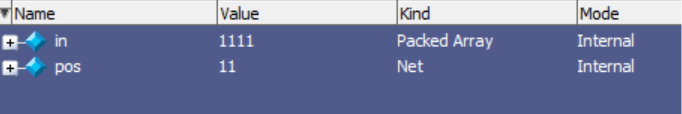 Name Value Kind Mode
in 1111 Packed Array Internal
pos 11 Net Internal